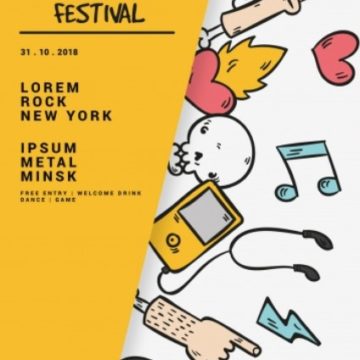 FESTIVAL
31 . 10 . 2018
LOREM
ROCK
NEW YORK
IPSUM
METAL
MINSK
FREE ENTRY | WELCOME DRINK
DANCE | GAME